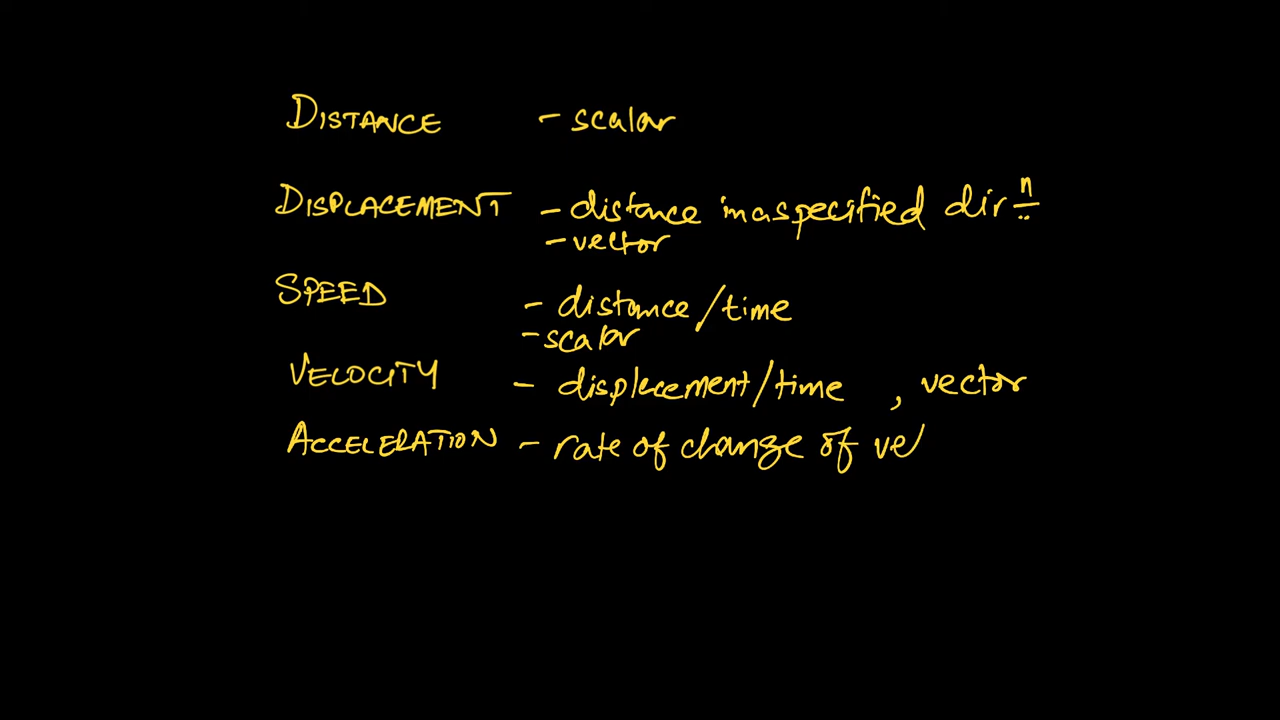 DISTANCE - scalar
DISPLACEMENT - distance in a specified dirn
- vector
SPEED - distance/time
- scalar
VELOCITY - displacement/time , vector
ACCELERATION - rate of change of vel